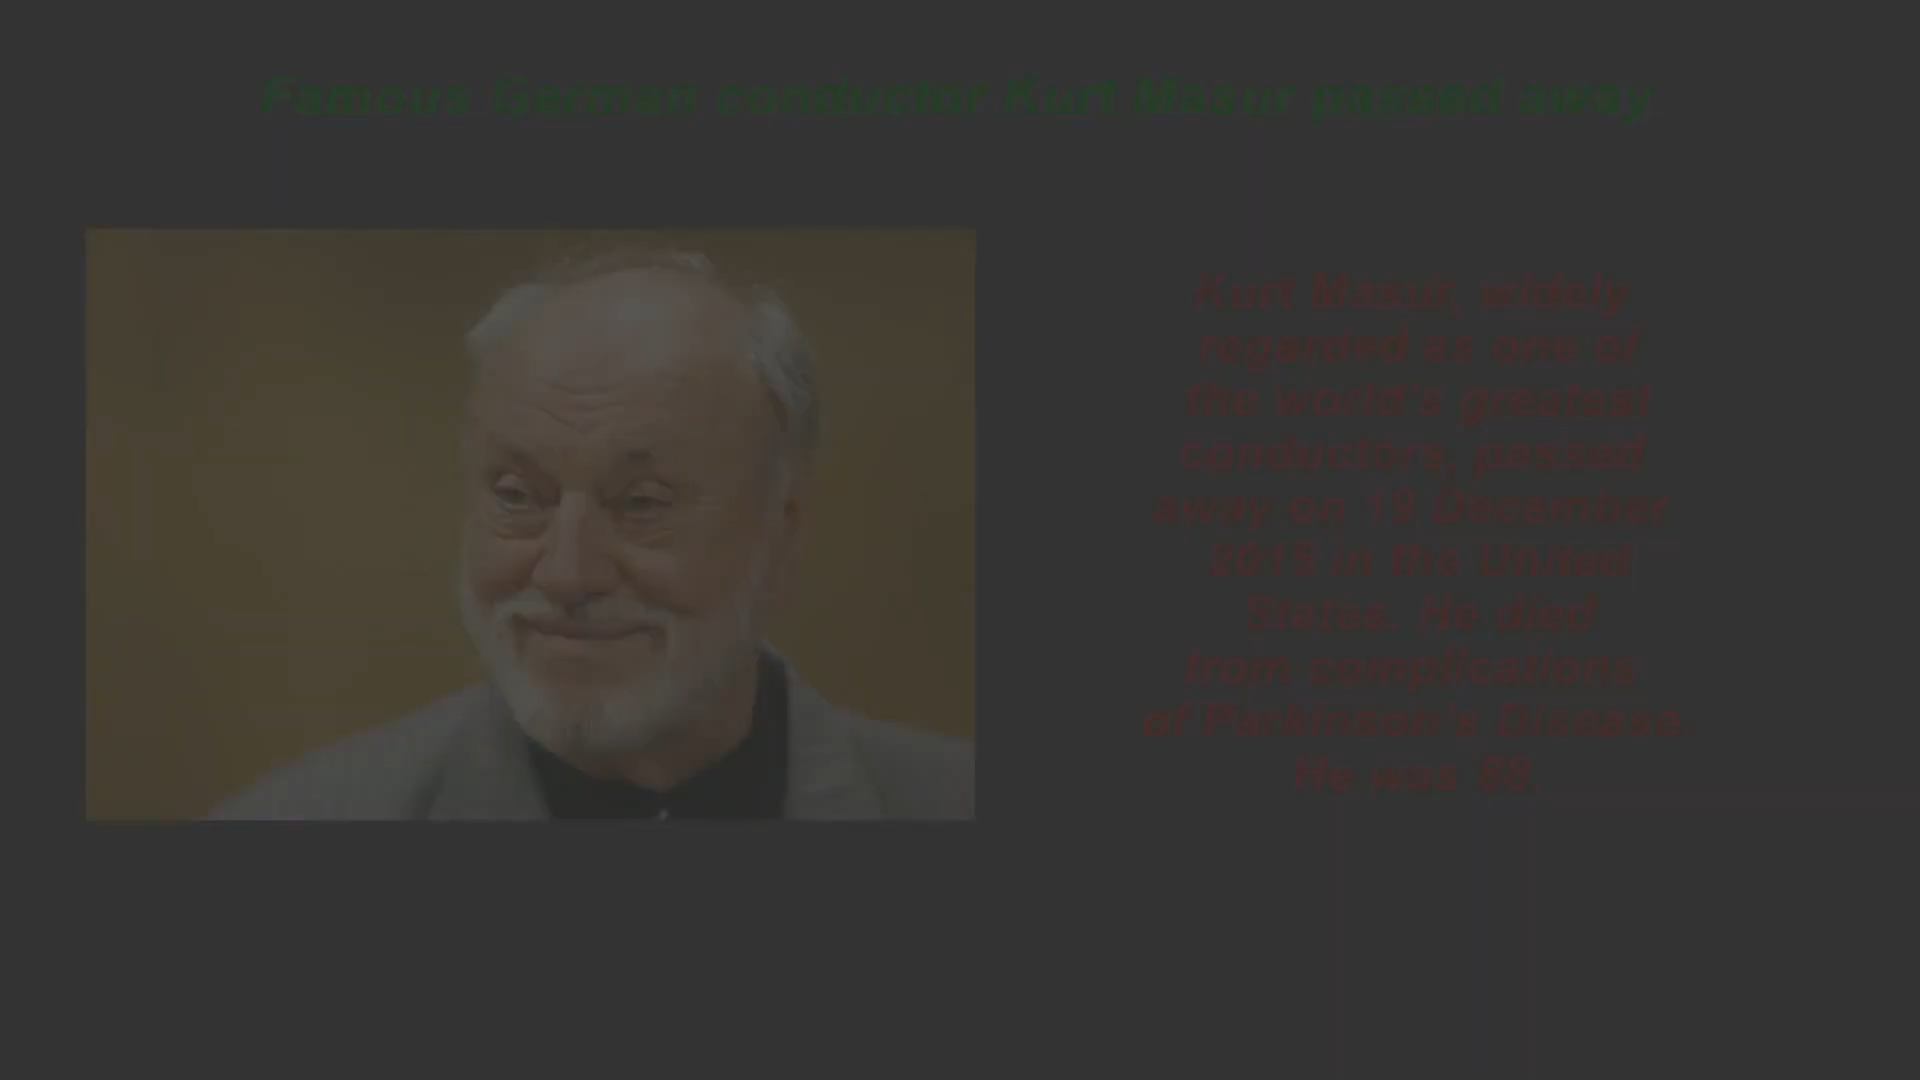 Famous German conductor Kurt Masur passed away
Kurt Masur, widely
regarded as one of
the world's greatest
conductors, passed
away on 19 December
2015 in the United
States. He died
from complications
of Parkinson's Disease.
He was 88.